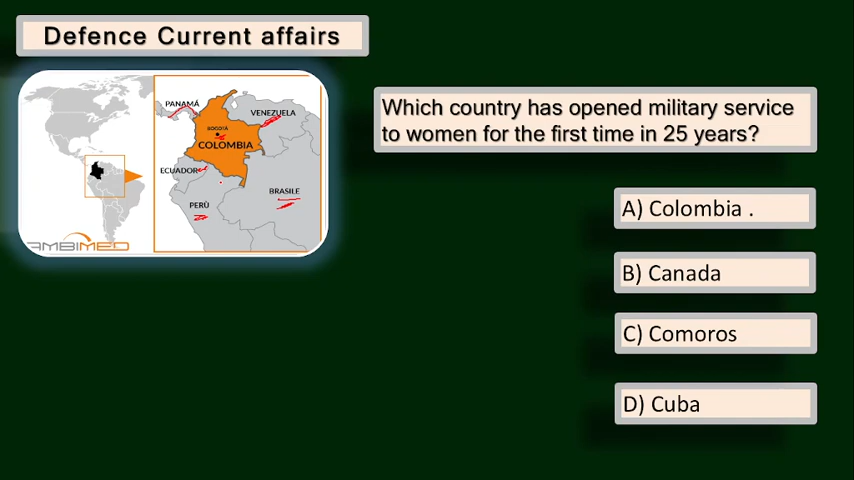 Defence Current affairs
Which country has opened military service
to women for the first time in 25 years?
PANAMÁ
VENEZUELA
BOGOTÁ
COLOMBIA
ECUADOR
PERÙ
BRASILE
AMBIMED
A) Colombia .
B) Canada
C) Comoros
D) Cuba